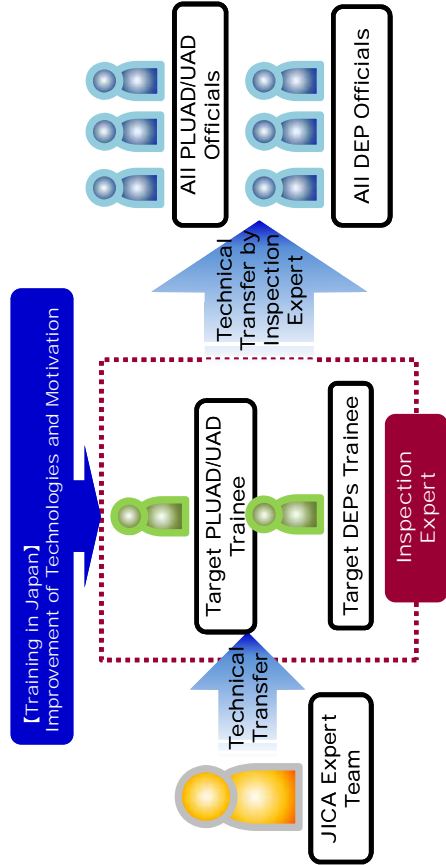 【Training in Japan】
Improvement of Technologies and Motivation
JICA Expert
Team
Technical
Transfer
Target PLUAD/UAD
Trainee
Target DEPs Trainee
Inspection
Expert
Technical
Transfer by
Inspection
Expert
All PLUAD/UAD
Officials
All DEP Officials